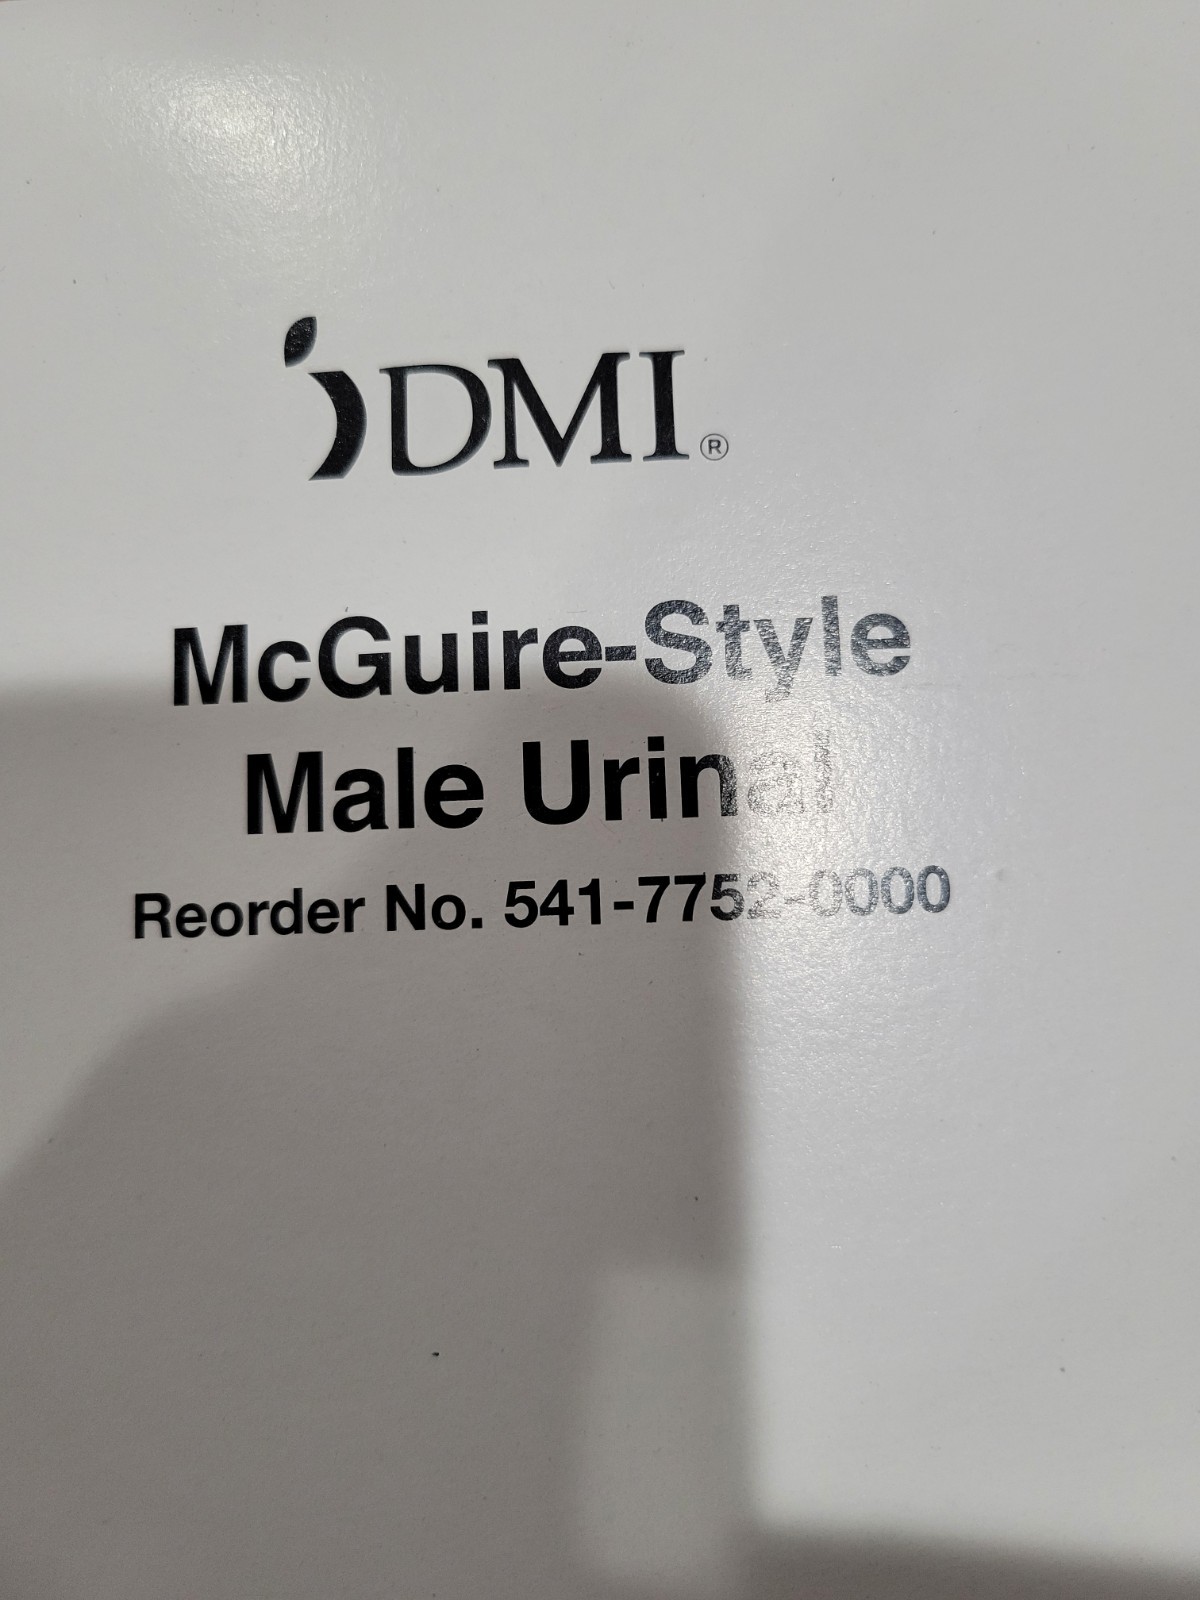 DMI®
McGuire-Style
Male Urinal
Reorder No. 541-7752-0000